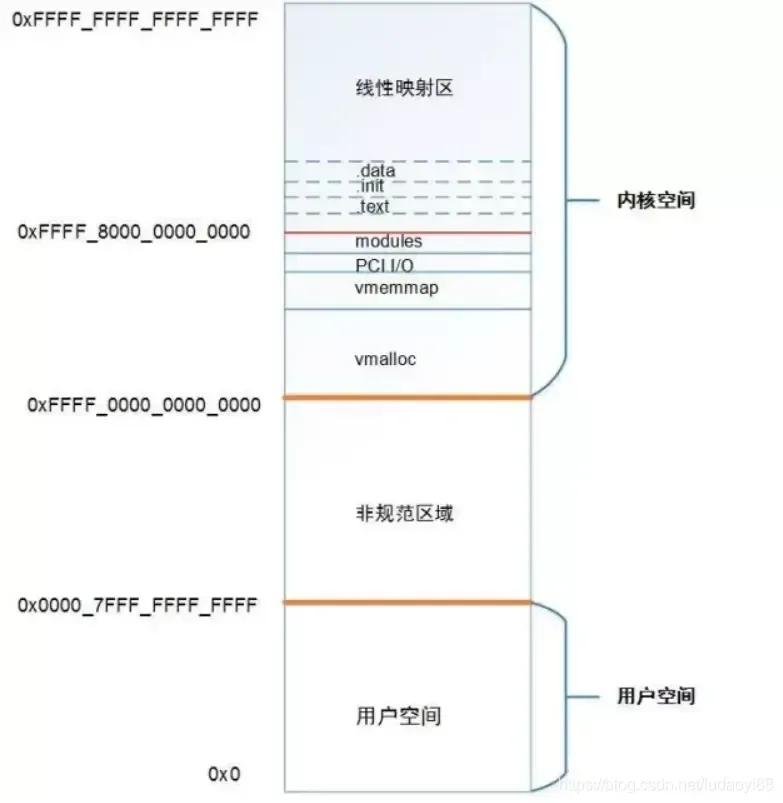 0xFFFF_FFFF_FFFF_FFFF
线性映射区
.data
.init
.text
内核空间
0xFFFF_8000_0000_0000
modules
PCI I/O
vmemmap
vmalloc
0xFFFF_0000_0000_0000
非规范区域
0x0000_7FFF_FFFF_FFFF
用户空间
用户空间
0x0
https://blog.csdn.net/ludaoyi88